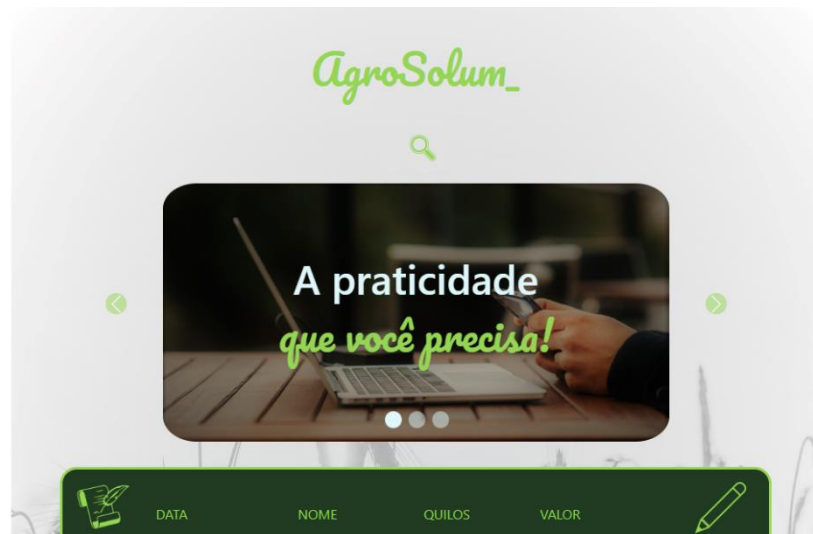 AgroSolum_
A praticidade
que você precisa!
DATA NOME QUILOS VALOR